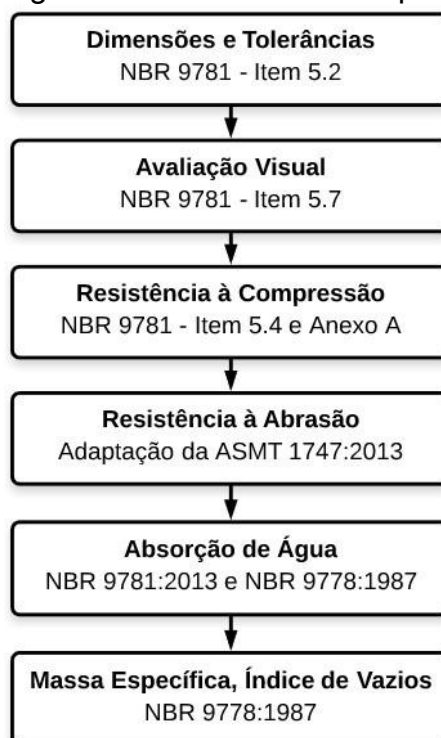 Dimensões e Tolerâncias
NBR 9781 - Item 5.2
Avaliação Visual
NBR 9781 - Item 5.7
Resistência à Compressão
NBR 9781 - Item 5.4 e Anexo A
Resistência à Abrasão
Adaptação da ASMT 1747:2013
Absorção de Água
NBR 9781:2013 e NBR 9778:1987
Massa Específica, Índice de Vazios
NBR 9778:1987